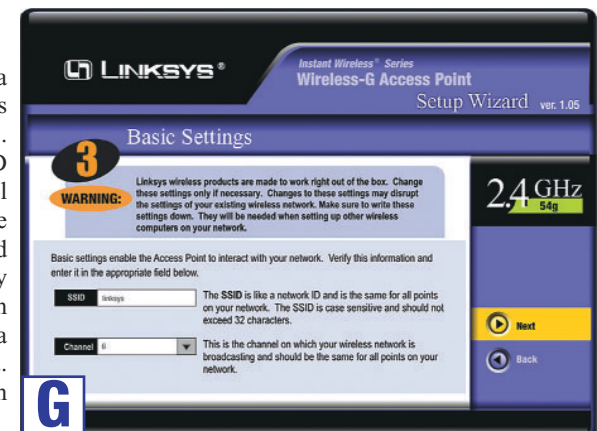 LINKSYS®
Instant Wireless® Series
Wireless-G Access Point
Setup Wizard ver. 1.05
Basic Settings
3
WARNING:
Linksys wireless products are made to work right out of the box. Change
these settings only if necessary. Changes to these settings may disrupt
the settings of your existing wireless network. Make sure to write these
settings down. They will be needed when setting up other wireless
computers on your network.
2.4 GHz
54g
Basic settings enable the Access Point to interact with your network. Verify this information and
enter it in the appropriate field below.
SSID linksys
The SSID is like a network ID and is the same for all points
on your network. The SSID is case sensitive and should not
exceed 32 characters.
Channel 6
This is the channel on which your wireless network is
broadcasting and should be the same for all points on your
network.
Next
Back
G
a
s
.
D
l
e
d
y
n
a
.
n